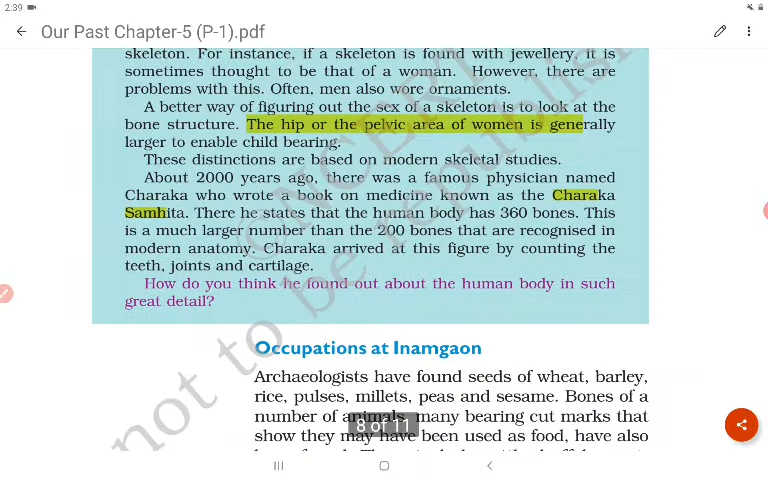 2:39
Our Past Chapter-5 (P-1).pdf
skeleton. For instance, if a skeleton is found with jewellery, it is
sometimes thought to be that of a woman. However, there are
problems with this. Often, men also wore ornaments.
A better way of figuring out the sex of a skeleton is to look at the
bone structure. The hip or the pelvic area of women is generally
larger to enable child bearing.
These distinctions are based on modern skeletal studies.
About 2000 years ago, there was a famous physician named
Charaka who wrote a book on medicine known as the Charaka
Samhita. There he states that the human body has 360 bones. This
is a much larger number than the 200 bones that are recognised in
modern anatomy. Charaka arrived at this figure by counting the
teeth, joints and cartilage.
How do you think he found out about the human body in such
great detail?
Occupations at Inamgaon
Archaeologists have found seeds of wheat, barley,
rice, pulses, millets, peas and sesame. Bones of a
number of animals, many bearing cut marks that
8 of 11
show they may have been used as food, have also
©NCERT
not to be republish